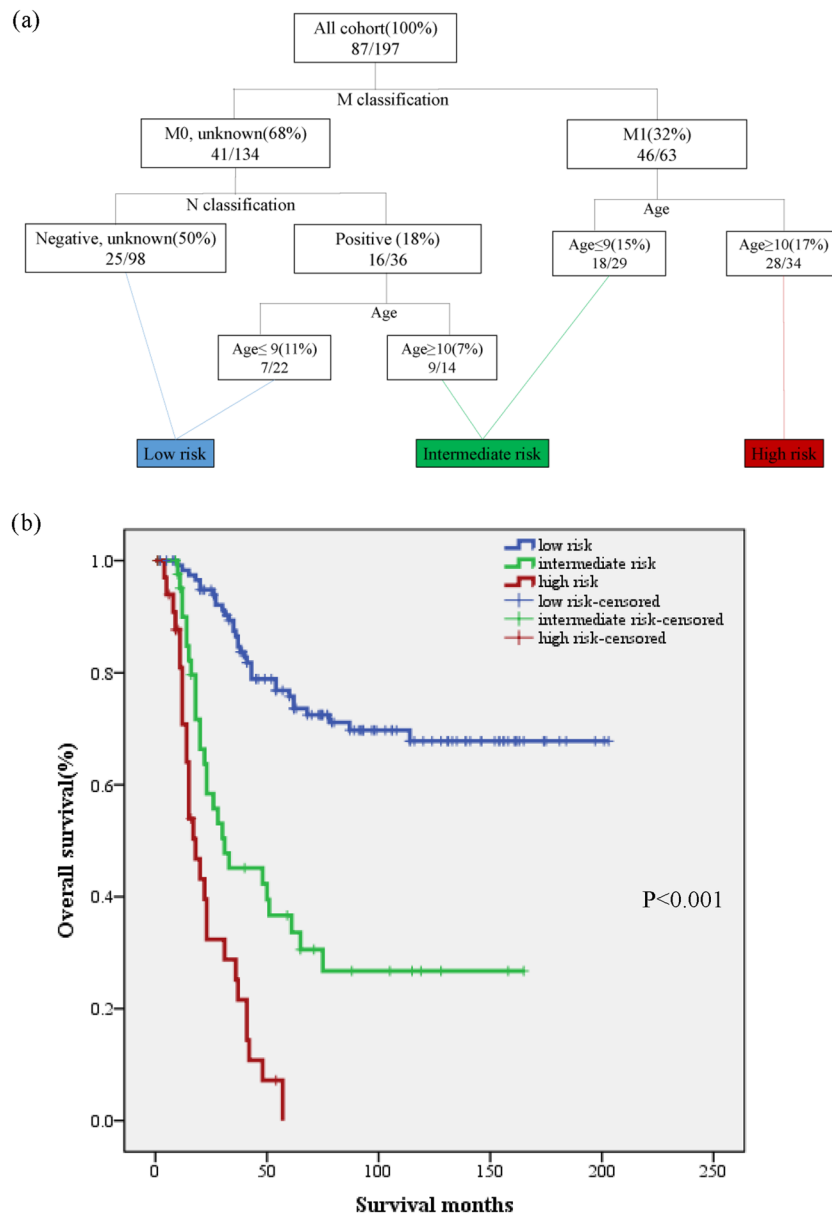 (a)
All cohort(100%)
87/197
M classification
M0, unknown(68%)
41/134
M1(32%)
46/63
N classification
Age
Negative, unknown(50%)
25/98
Positive (18%)
16/36
Age≤9(15%)
18/29
Age≥10(17%)
28/34
Age
Age≤ 9(11%)
7/22
Age≥10(7%)
9/14
Low risk
Intermediate risk
High risk
(b)
low risk
intermediate risk
high risk
low risk-censored
intermediate risk-censored
high risk-censored
1.0
0.8
0.6
0.4
0.2
0.0
Overall survival(%)
P<0.001
0
50
100
150
200
250
Survival months